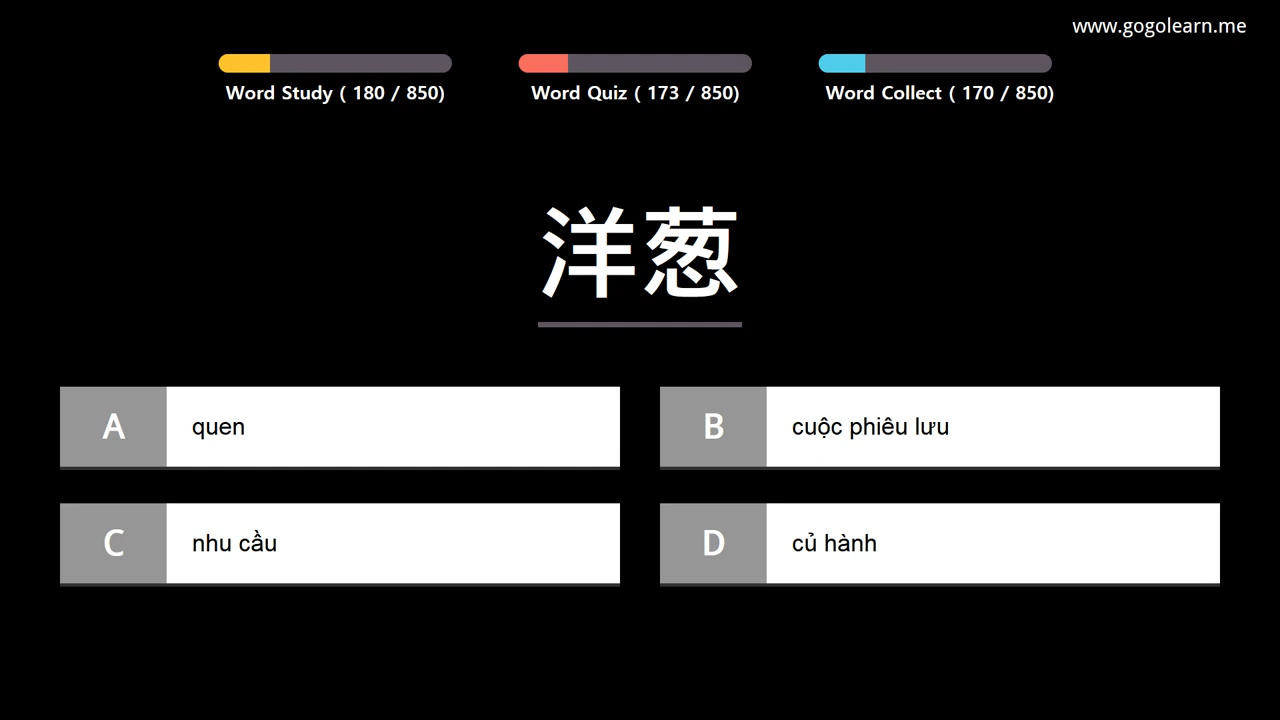 www.gogolearn.me
Word Study ( 180 / 850)
Word Quiz ( 173 / 850)
Word Collect ( 170 / 850)
洋葱
A quen
B cuộc phiêu lưu
C nhu cầu
D củ hành